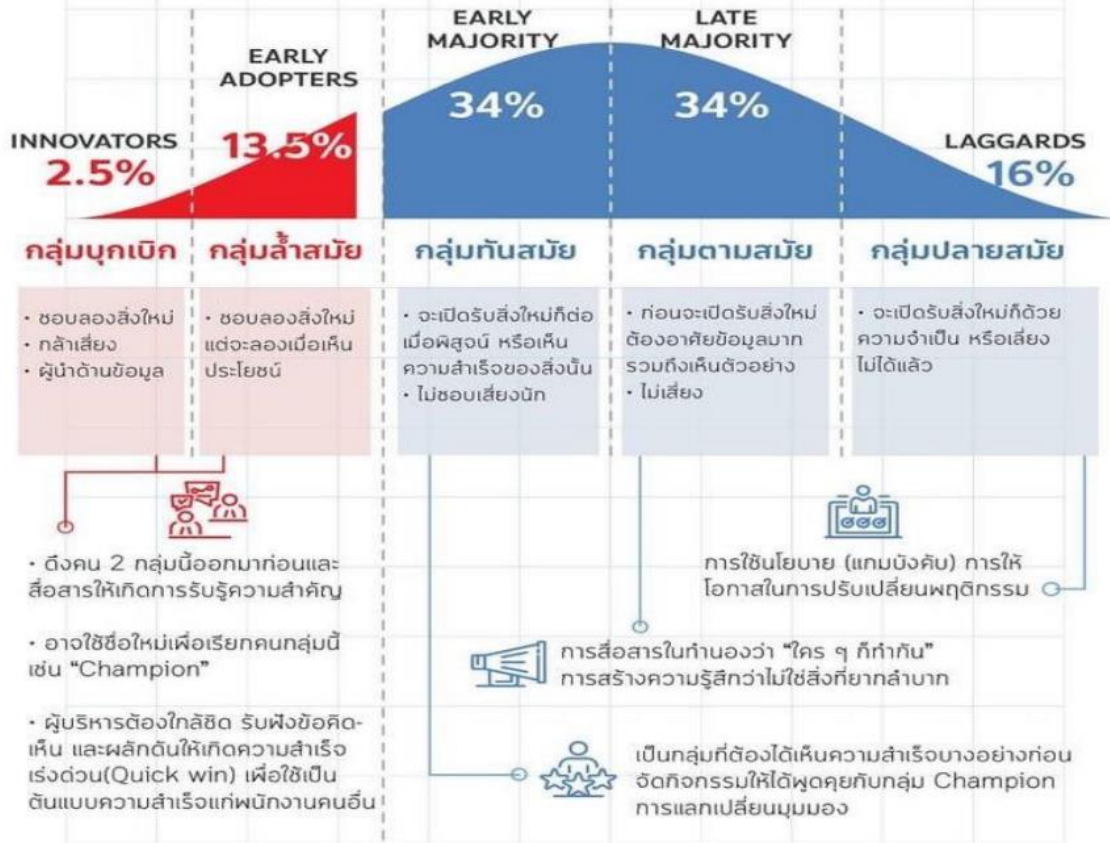 EARLY
MAJORITY
LATE
MAJORITY
EARLY
ADOPTERS
34%
34%
INNOVATORS
2.5%
13.5%
LAGGARDS
16%
กลุ่มบุกเบิก
กลุ่มล้ำสมัย
กลุ่มทันสมัย
กลุ่มตามสมัย
กลุ่มปลายสมัย
• ชอบลองสิ่งใหม่
• กล้าเสี่ยง
• ผู้นำด้านข้อมูล
• ชอบลองสิ่งใหม่
แต่จะลองเมื่อเห็น
ประโยชน์
• จะเปิดรับสิ่งใหม่ก็ต่อ
เมื่อพิสูจน์ หรือเห็น
ความสำเร็จของสิ่งนั้น
• ไม่ชอบเสี่ยงนัก
• ก่อนจะเปิดรับสิ่งใหม่
ต้องอาศัยข้อมูลมาก
รวมถึงเห็นตัวอย่าง
• ไม่เสี่ยง
• จะเปิดรับสิ่งใหม่ก็ด้วย
ความจำเป็น หรือเลี่ยง
ไม่ได้แล้ว
• ดึงคน 2 กลุ่มนี้ออกมาก่อนและ
สื่อสารให้เกิดการรับรู้ความสำคัญ
• อาจใช้ชื่อใหม่เพื่อเรียกคนกลุ่มนี้
เช่น “Champion”
• ผู้บริหารต้องใกล้ชิด รับฟังข้อคิด-
เห็น และผลักดันให้เกิดความสำเร็จ
เร่งด่วน(Quick win) เพื่อใช้เป็น
ต้นแบบความสำเร็จแก่พนักงานคนอื่น
การใช้นโยบาย (แกมบังคับ) การให้
โอกาสในการปรับเปลี่ยนพฤติกรรม
การสื่อสารในทำนองว่า “ใคร ๆ ก็ทำกัน”
การสร้างความรู้สึกว่าไม่ใช่สิ่งที่ยากลำบาก
เป็นกลุ่มที่ต้องได้เห็นความสำเร็จบางอย่างก่อน
จัดกิจกรรมให้ได้พูดคุยกับกลุ่ม Champion
การแลกเปลี่ยนมุมมอง